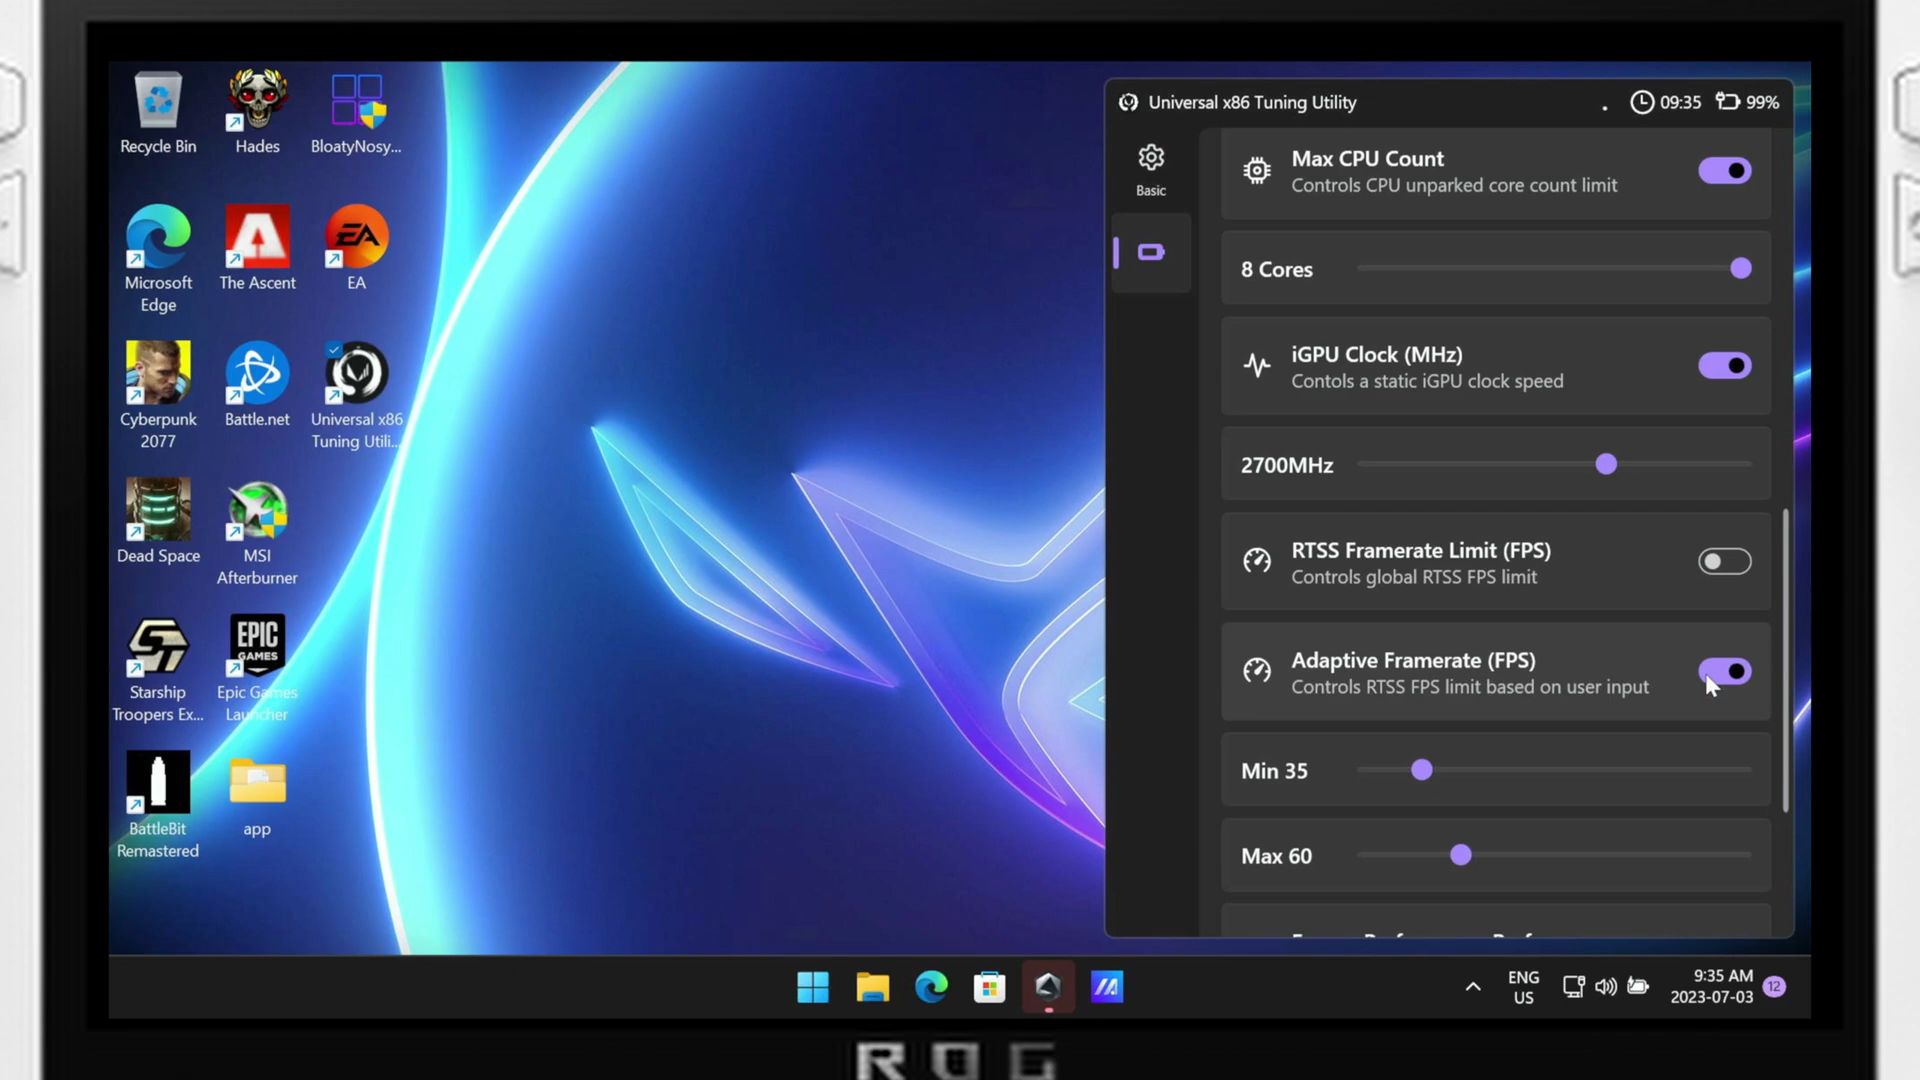 Recycle Bin
Hades
BloatyNosy...
Microsoft
Edge
The Ascent
EA
EA
Cyberpunk
2077
Battle.net
Universal x86
Tuning Utili...
Dead Space
MSI
Afterburner
ST
Starship
Troopers Ex...
EPIC
GAMES
Epic Games
Launcher
BattleBit
Remastered
app
Universal x86 Tuning Utility
09:35
99%
Basic
Max CPU Count
Controls CPU unparked core count limit
8 Cores
iGPU Clock (MHz)
Contols a static iGPU clock speed
2700MHz
RTSS Framerate Limit (FPS)
Controls global RTSS FPS limit
Adaptive Framerate (FPS)
Controls RTSS FPS limit based on user input
Min 35
Max 60
ENG
US
9:35 AM
2023-07-03
12
ROG